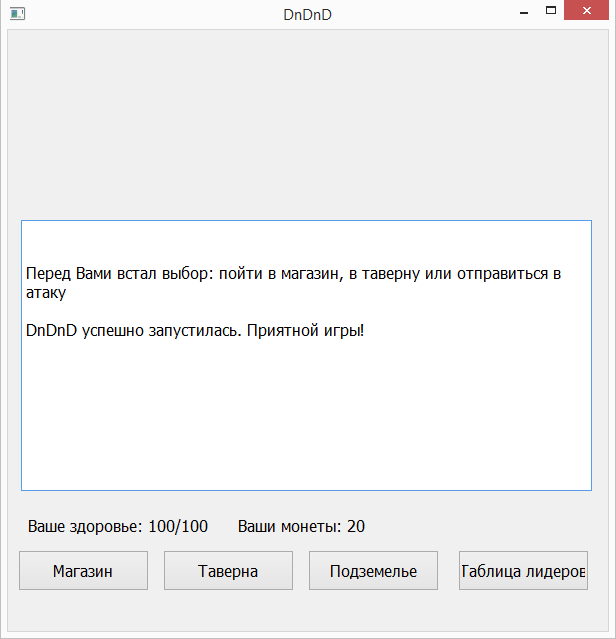 DnDnD
Перед Вами встал выбор: пойти в магазин, в таверну или отправиться в
атаку
DnDnD успешно запустилась. Приятной игры!
Ваше здоровье: 100/100 Ваши монеты: 20
Магазин Таверна Подземелье Таблица лидеров